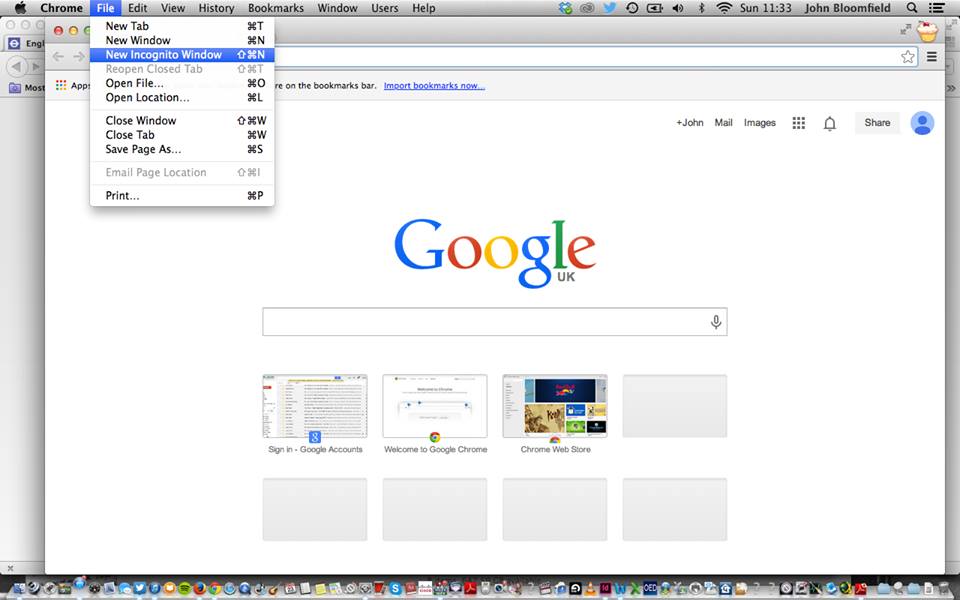 Chrome File Edit View History Bookmarks Window Users Help Sun 11:33 John Bloomfield
New Tab ⌘T
New Window ⌘N
New Incognito Window ⇧⌘N
Reopen Closed Tab ⇧⌘T
Open File... ⌘O
Open Location... ⌘L
Close Window ⇧⌘W
Close Tab ⌘W
Save Page As... ⌘S
Email Page Location ⇧⌘I
Print... ⌘P
Engl
Most
Apps
re on the bookmarks bar. Import bookmarks now...
+John Mail Images Share
Google
UK
Sign in - Google Accounts
Welcome to Google Chrome
Chrome Web Store